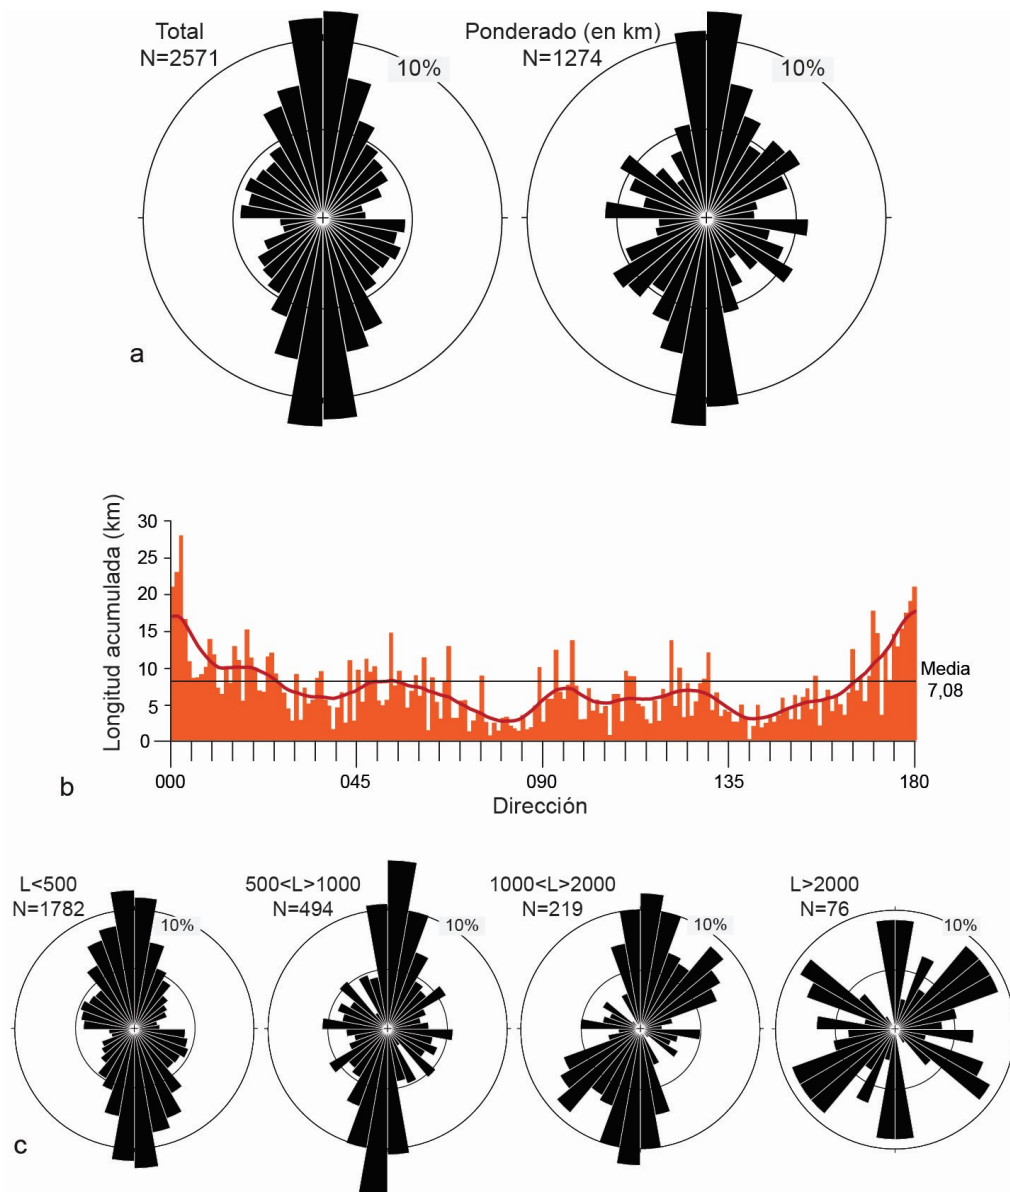 Total
N=2571
10%
Ponderado (en km)
N=1274
10%
a
Longitud acumulada (km)
30
25
20
15
10
5
0
Media
7,08
000
045
090
135
180
Dirección
b
L<500
N=1782
10%
500<L>1000
N=494
10%
1000<L>2000
N=219
10%
L>2000
N=76
10%
c